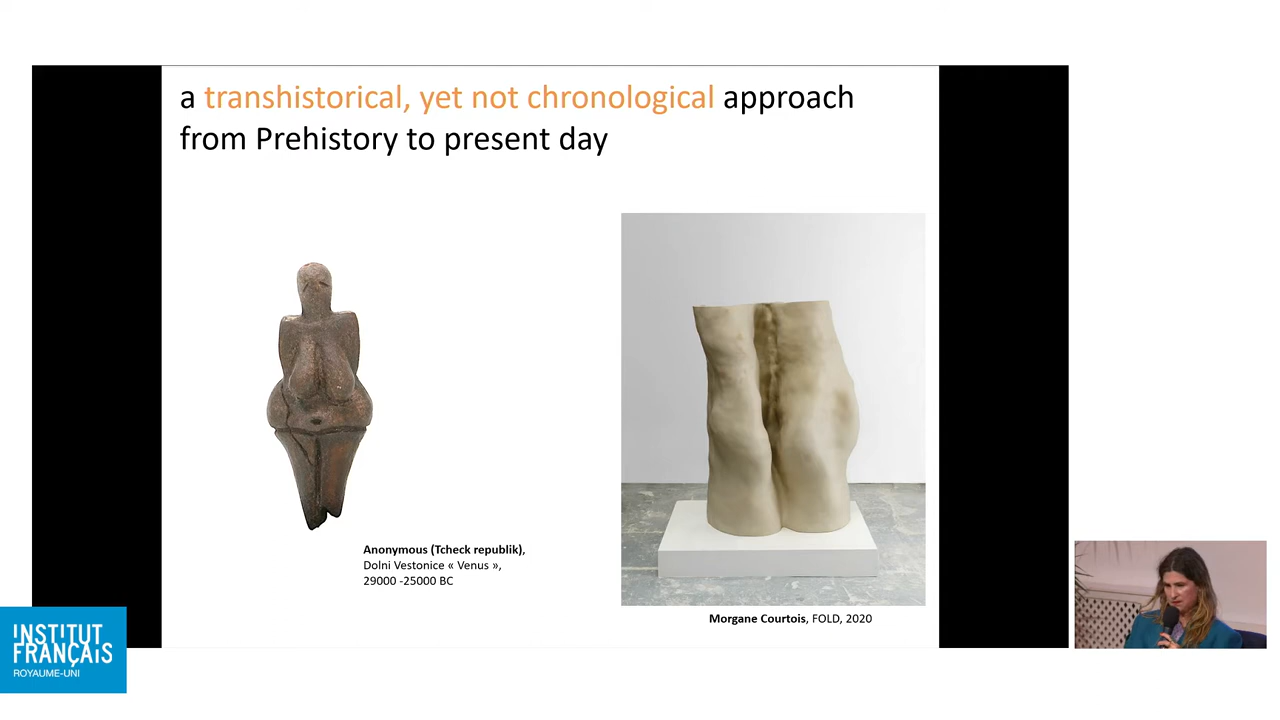 a transhistorical, yet not chronological approach
from Prehistory to present day
Anonymous (Tcheck republik),
Dolni Vestonice « Venus »,
29000 -25000 BC
Morgane Courtois, FOLD, 2020
INSTITUT
FRANÇAIS
ROYAUME-UNI